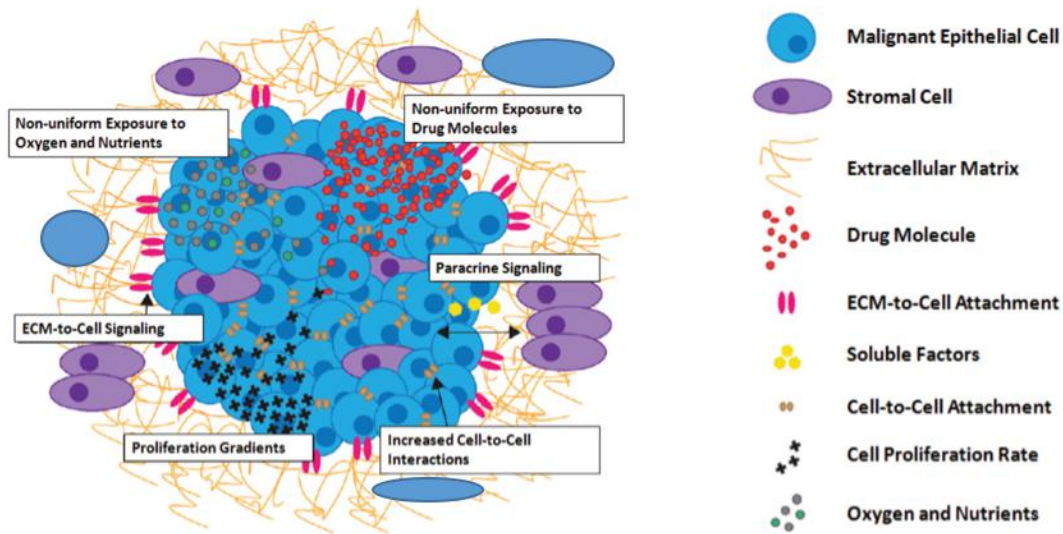 Non-uniform Exposure to
Oxygen and Nutrients
Non-uniform Exposure to
Drug Molecules
Paracrine Signaling
ECM-to-Cell Signaling
Proliferation Gradients
Increased Cell-to-Cell
Interactions
Malignant Epithelial Cell
Stromal Cell
Extracellular Matrix
Drug Molecule
ECM-to-Cell Attachment
Soluble Factors
Cell-to-Cell Attachment
Cell Proliferation Rate
Oxygen and Nutrients